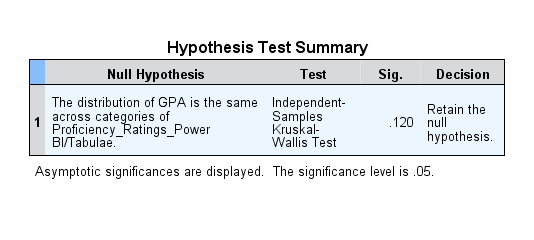 Hypothesis Test Summary
Null Hypothesis Test Sig. Decision
1 The distribution of GPA is the same across categories of Proficiency_Ratings_Power BI/Tabulae. Independent-Samples Kruskal-Wallis Test .120 Retain the null hypothesis.
Asymptotic significances are displayed. The significance level is .05.